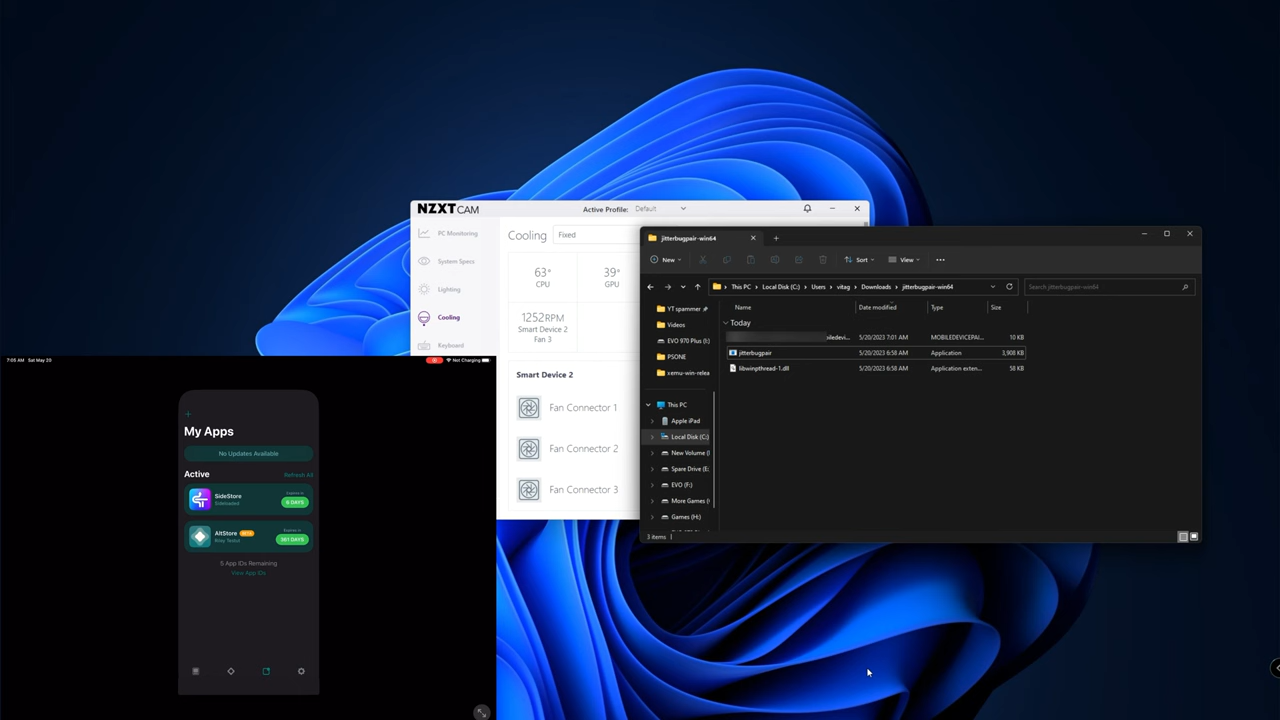 NZXT CAM
Active Profile: Default
PC Monitoring
System Specs
Lighting
Cooling
Keyboard
Cooling
Fixed
63°
CPU
39°
GPU
1252 RPM
Smart Device 2
Fan 3
Smart Device 2
Fan Connector 1
Fan Connector 2
Fan Connector 3
jitterbugpair-win64
New
Sort
View
This PC > Local Disk (C:) > Users > vitag > Downloads > jitterbugpair-win64
Search jitterbugpair-win64
Name
Date modified
Type
Size
Today
5/20/2023 7:01 AM
MOBILEDEVICEPAI...
10 KB
jitterbugpair
5/20/2023 6:58 AM
Application
3,908 KB
libwinpthread-1.dll
5/20/2023 6:58 AM
Application exten...
58 KB
YT spammer
Videos
EVO 970 Plus (I:)
PSONE
xemu-win-relea
This PC
Apple iPad
Local Disk (C:)
New Volume (
Spare Drive (E:
EVO (F:)
More Games (
Games (H:)
3 items
7:05 AM Sat May 20
Not Charging
My Apps
No Updates Available
Active
Refresh All
SideStore
Sideloaded
Expires in
6 DAYS
AltStore BETA
Riley Testut
Expires in
361 DAYS
5 App IDs Remaining
View App IDs